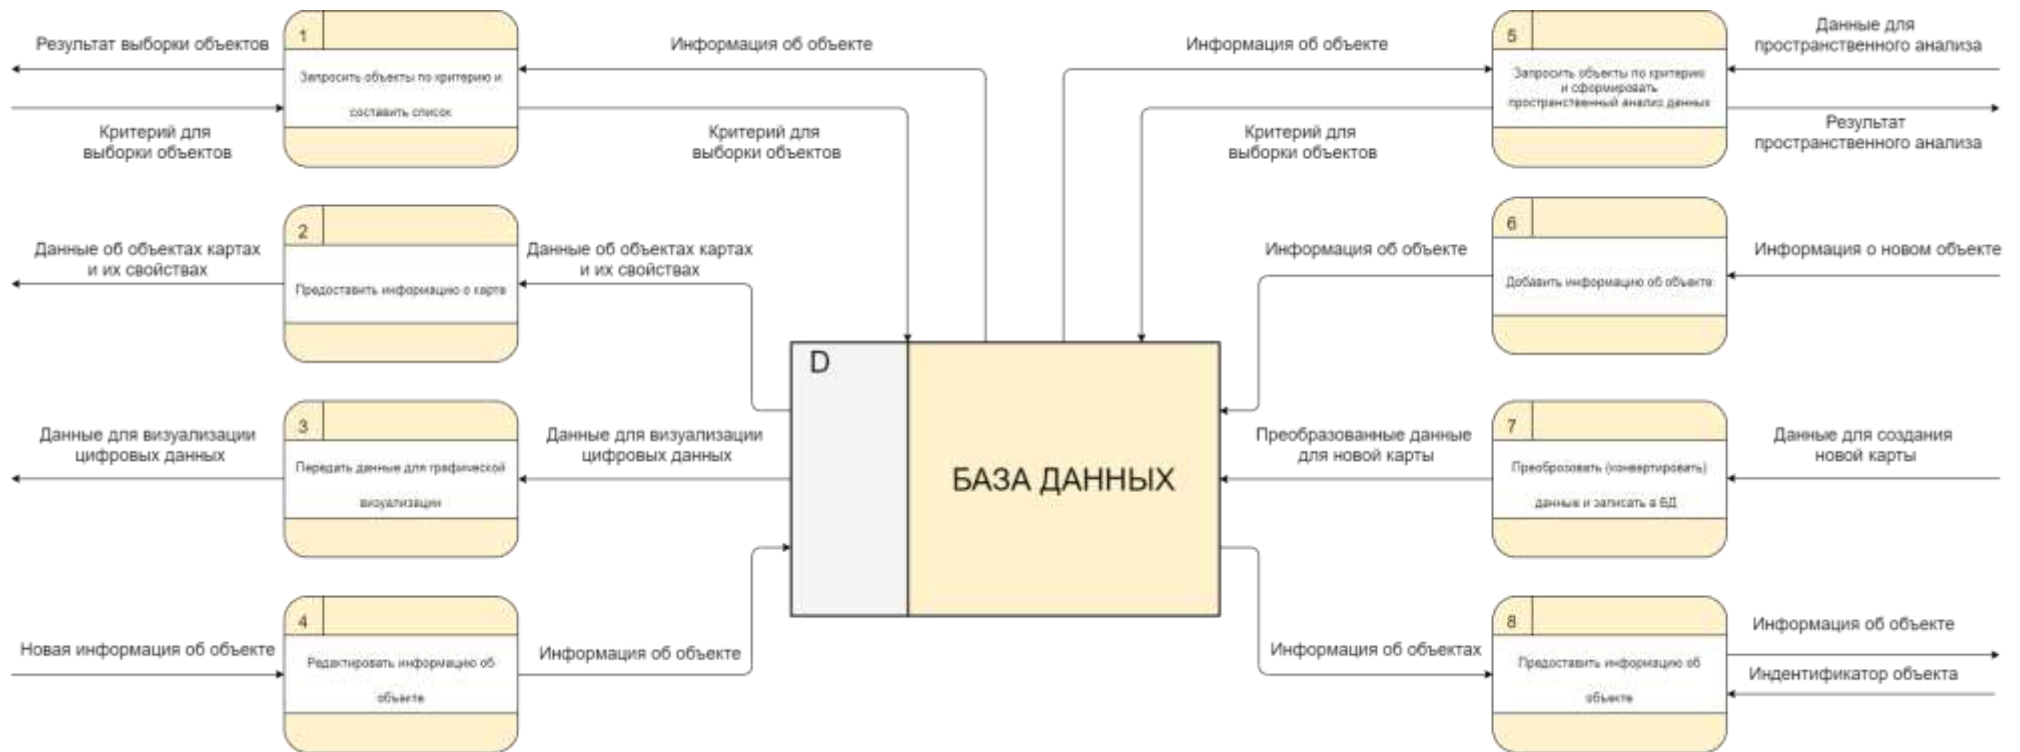 Результат выборки объектов
Критерий для
выборки объектов
1
Запросить объекты по критерию и
составить список
Информация об объекте
Критерий для
выборки объектов
Информация об объекте
Критерий для
выборки объектов
5
Запросить объекты по критерию
и сформировать
пространственный анализ данных
Данные для
пространственного анализа
Результат
пространственного анализа
Данные об объектах картах
и их свойствах
2
Предоставить информацию о карте
Данные об объектах картах
и их свойствах
Информация об объекте
6
Добавить информацию об объекте
Информация о новом объекте
D
БАЗА ДАННЫХ
Данные для визуализации
цифровых данных
3
Передать данные для графической
визуализации
Данные для визуализации
цифровых данных
Преобразованные данные
для новой карты
7
Преобразовать (конвертировать)
данные и записать в БД
Данные для создания
новой карты
Новая информация об объекте
4
Редактировать информацию об
объекте
Информация об объекте
Информация об объектах
8
Предоставить информацию об
объекте
Информация об объекте
Индентификатор объекта